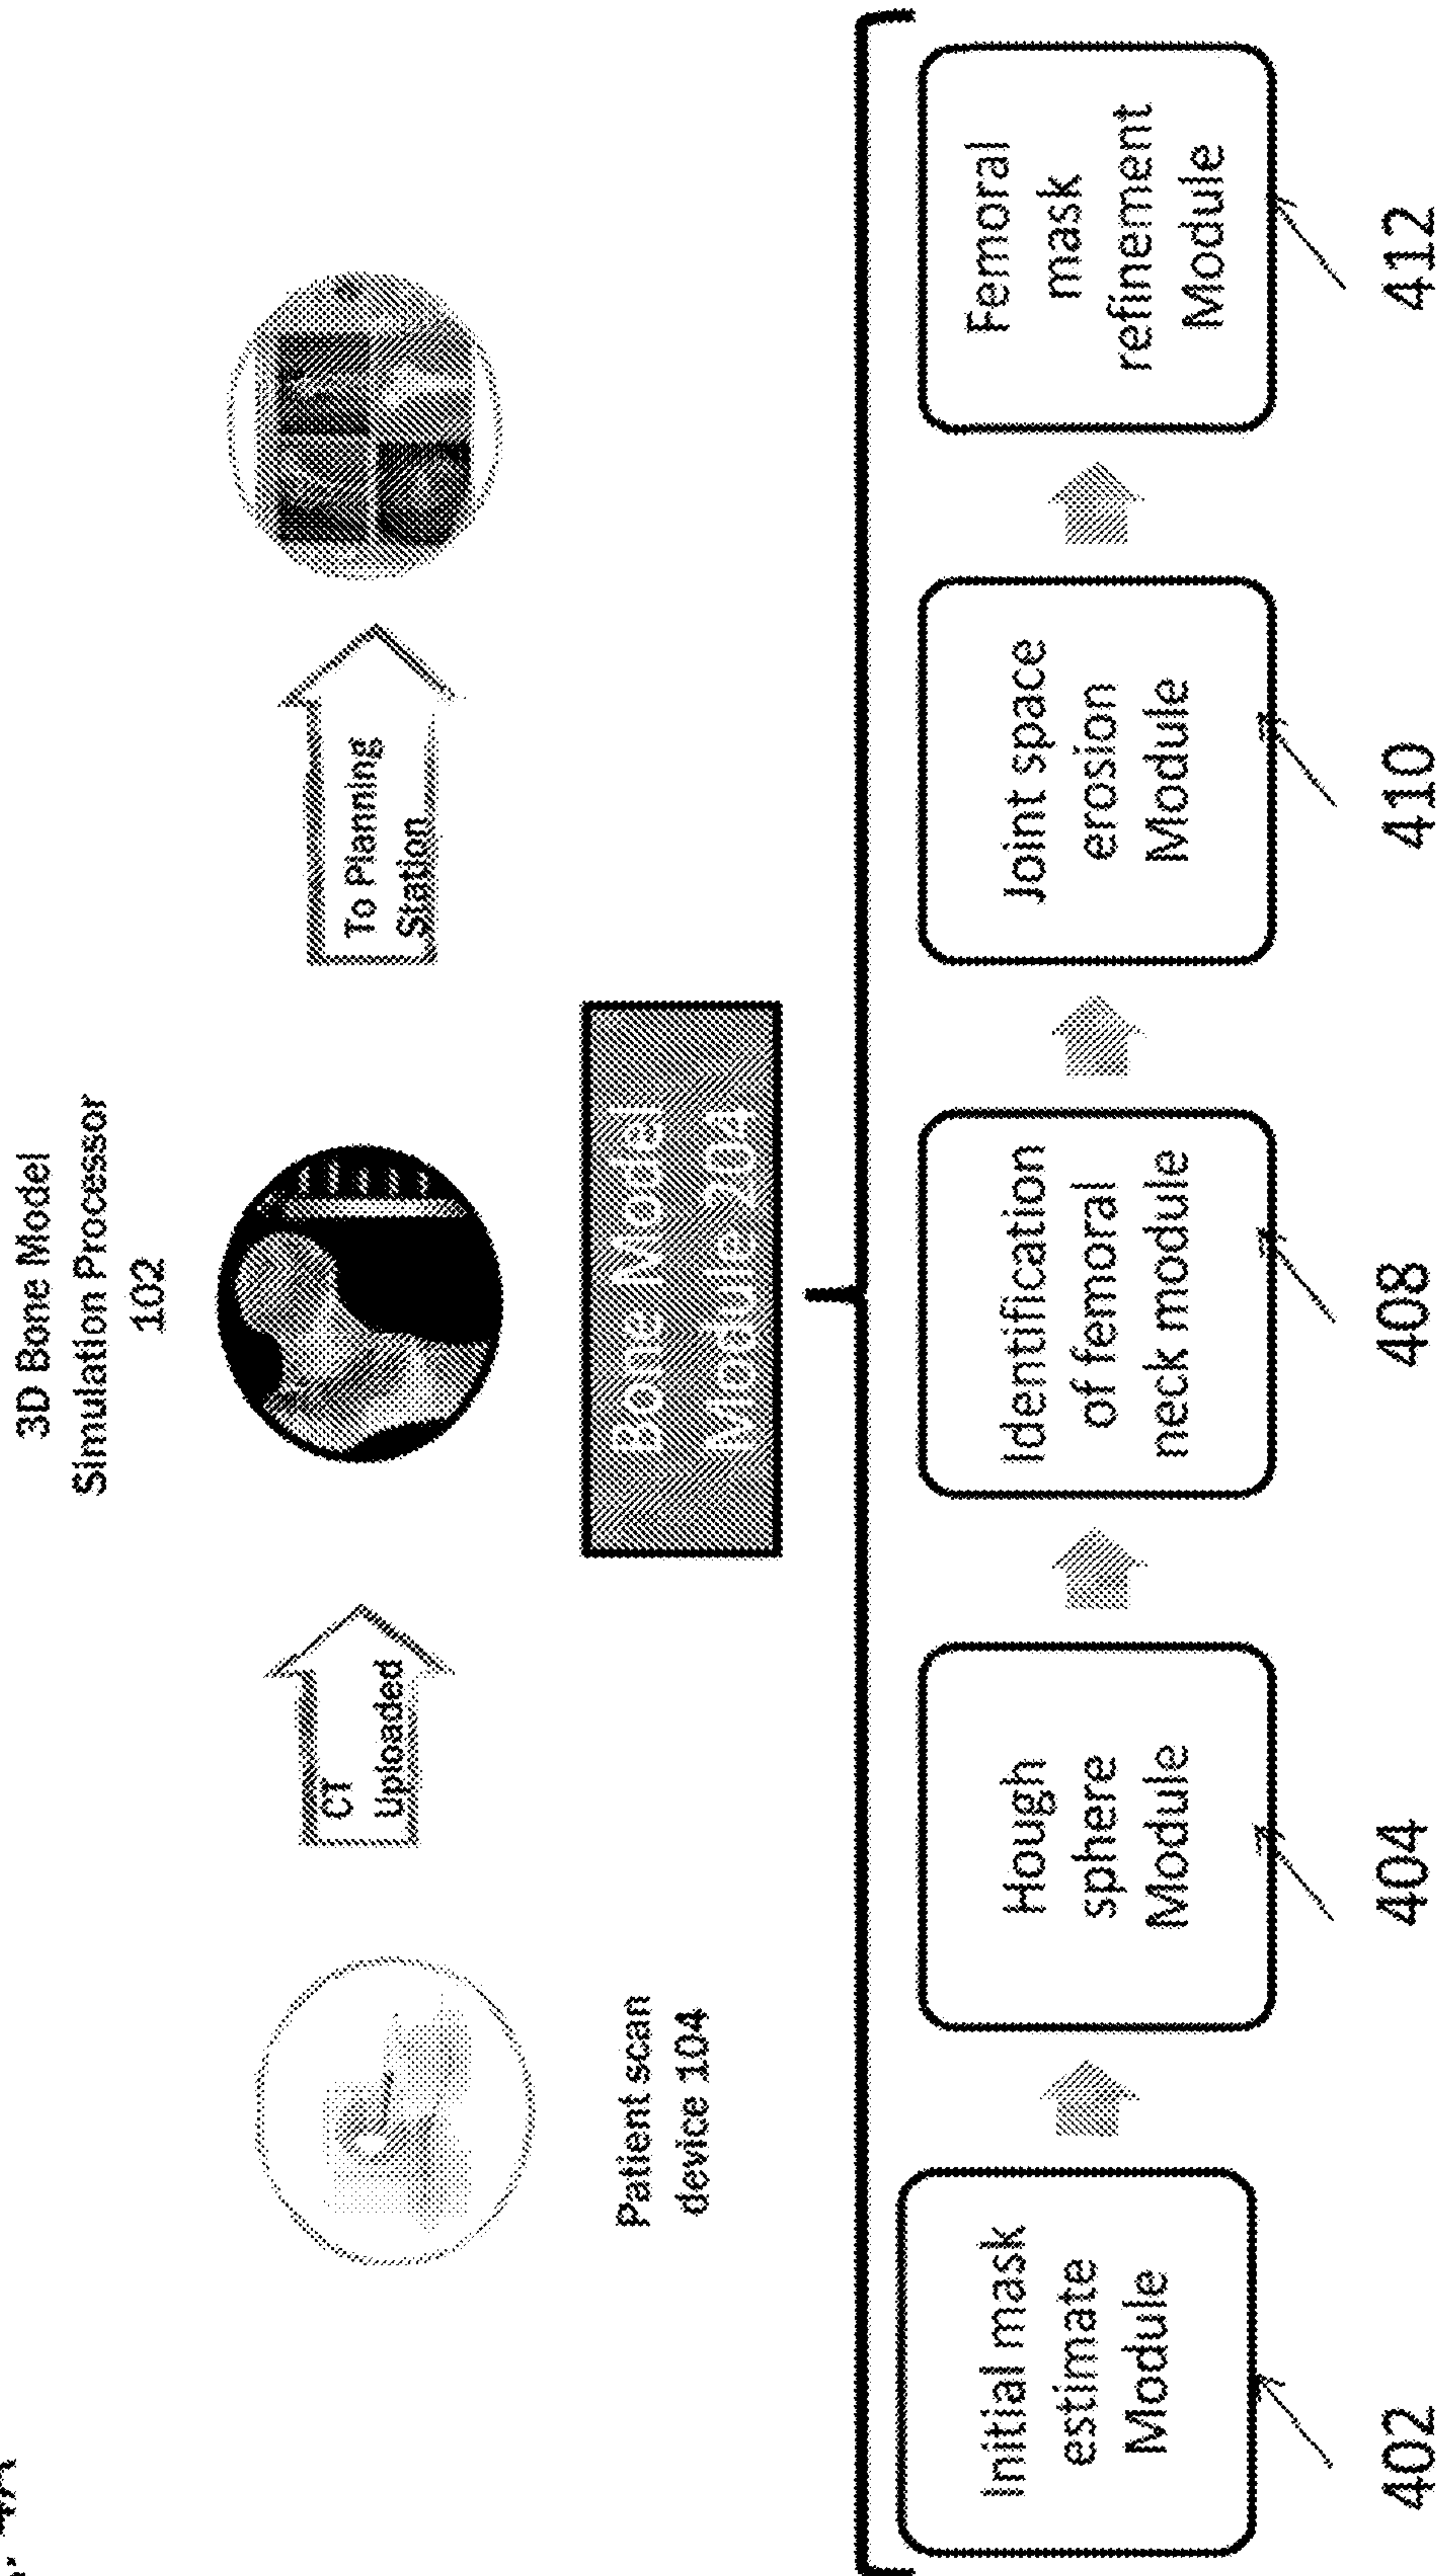 4A
3D Bone Model
Simulation Processor
102
CT
Uploaded
To Planning
Station
Patient scan
device 104
Bone Model
Module 204
Initial mask
estimate
Module
402
Hough
sphere
Module
404
Identification
of femoral
neck module
408
Joint space
erosion
Module
410
Femoral
mask
refinement
Module
412